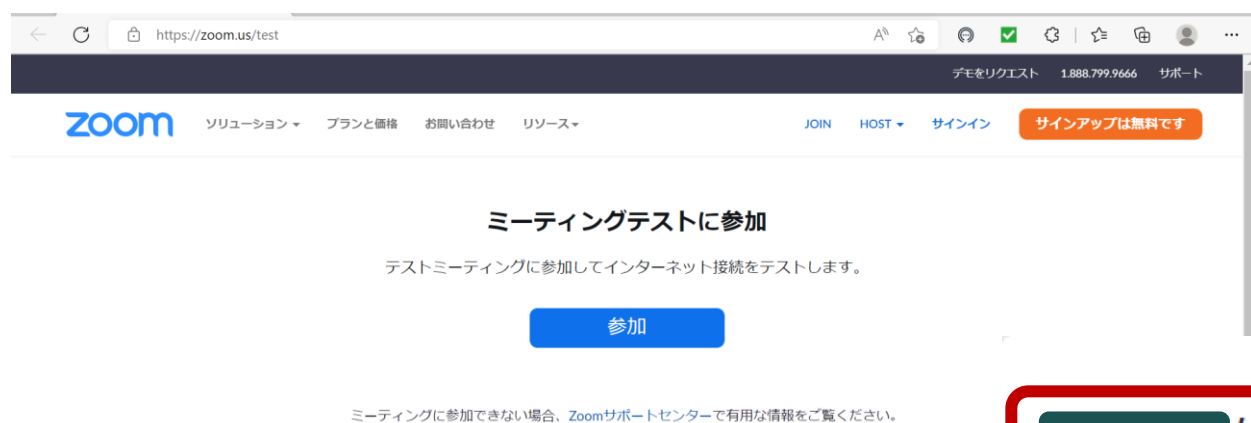 https://zoom.us/test
デモをリクエスト 1.888.799.9666 サポート
zoom ソリューション プランと価格 お問い合わせ リソース JOIN HOST サインイン サインアップは無料です
ミーティングテストに参加
テストミーティングに参加してインターネット接続をテストします。
参加
ミーティングに参加できない場合、Zoomサポートセンターで有用な情報をご覧ください。